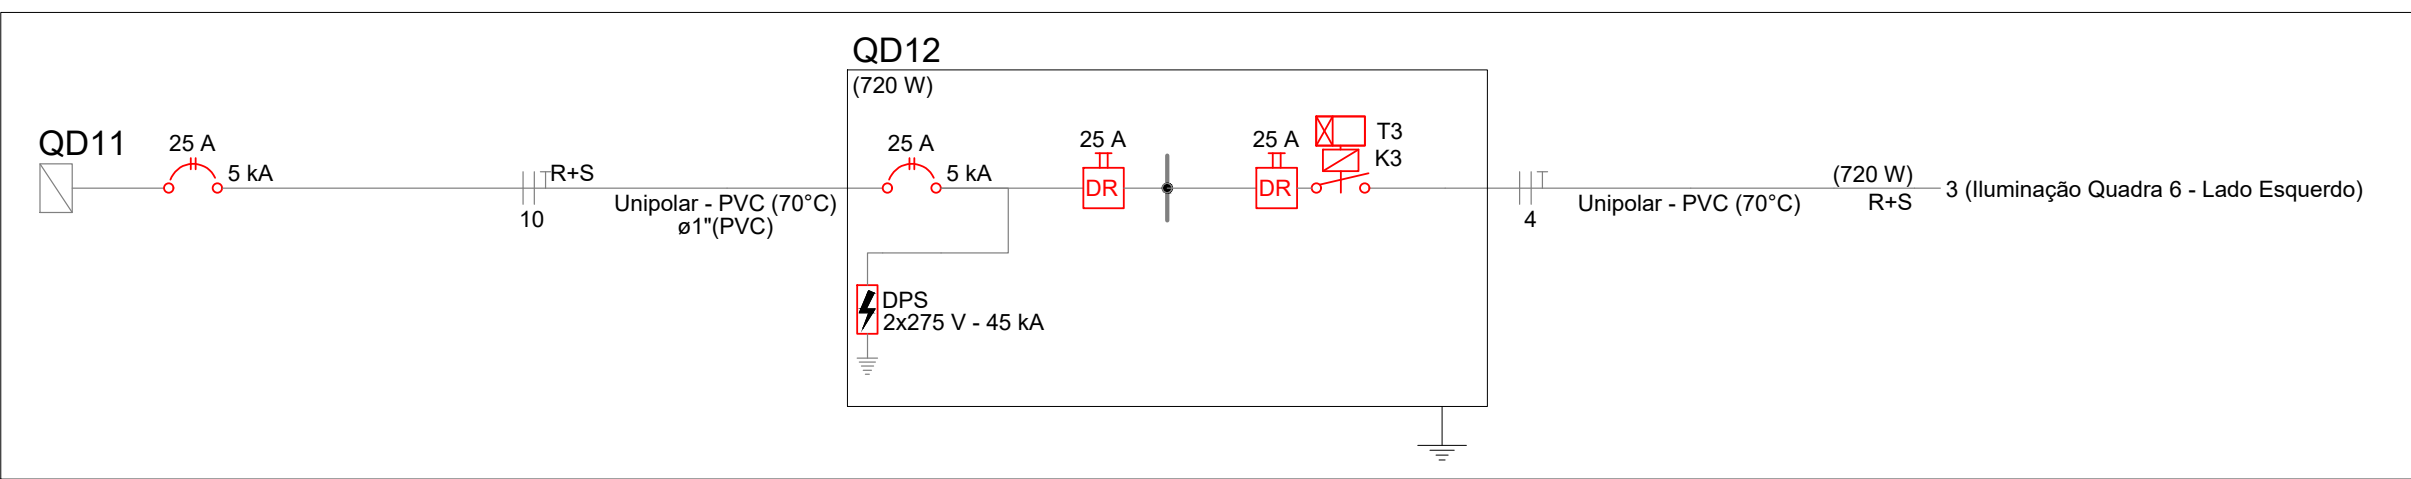 QD12
(720 W)
QD11
25 A
5 kA
R+S
10
Unipolar - PVC (70°C)
ø1"(PVC)
25 A
5 kA
25 A
DR
25 A
DR
T3
K3
DPS
2x275 V - 45 kA
4
Unipolar - PVC (70°C)
(720 W)
R+S
3 (Iluminação Quadra 6 - Lado Esquerdo)